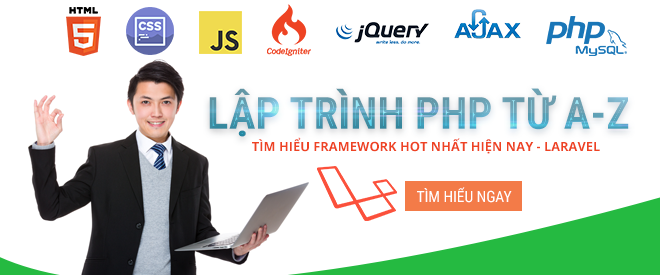 HTML
5
CSS
JS
CodeIgniter
jQuery
write less, do more.
AJAX
php
MySQL
LẬP TRÌNH PHP TỪ A-Z
TÌM HIỂU FRAMEWORK HOT NHẤT HIỆN NAY - LARAVEL
TÌM HIỂU NGAY